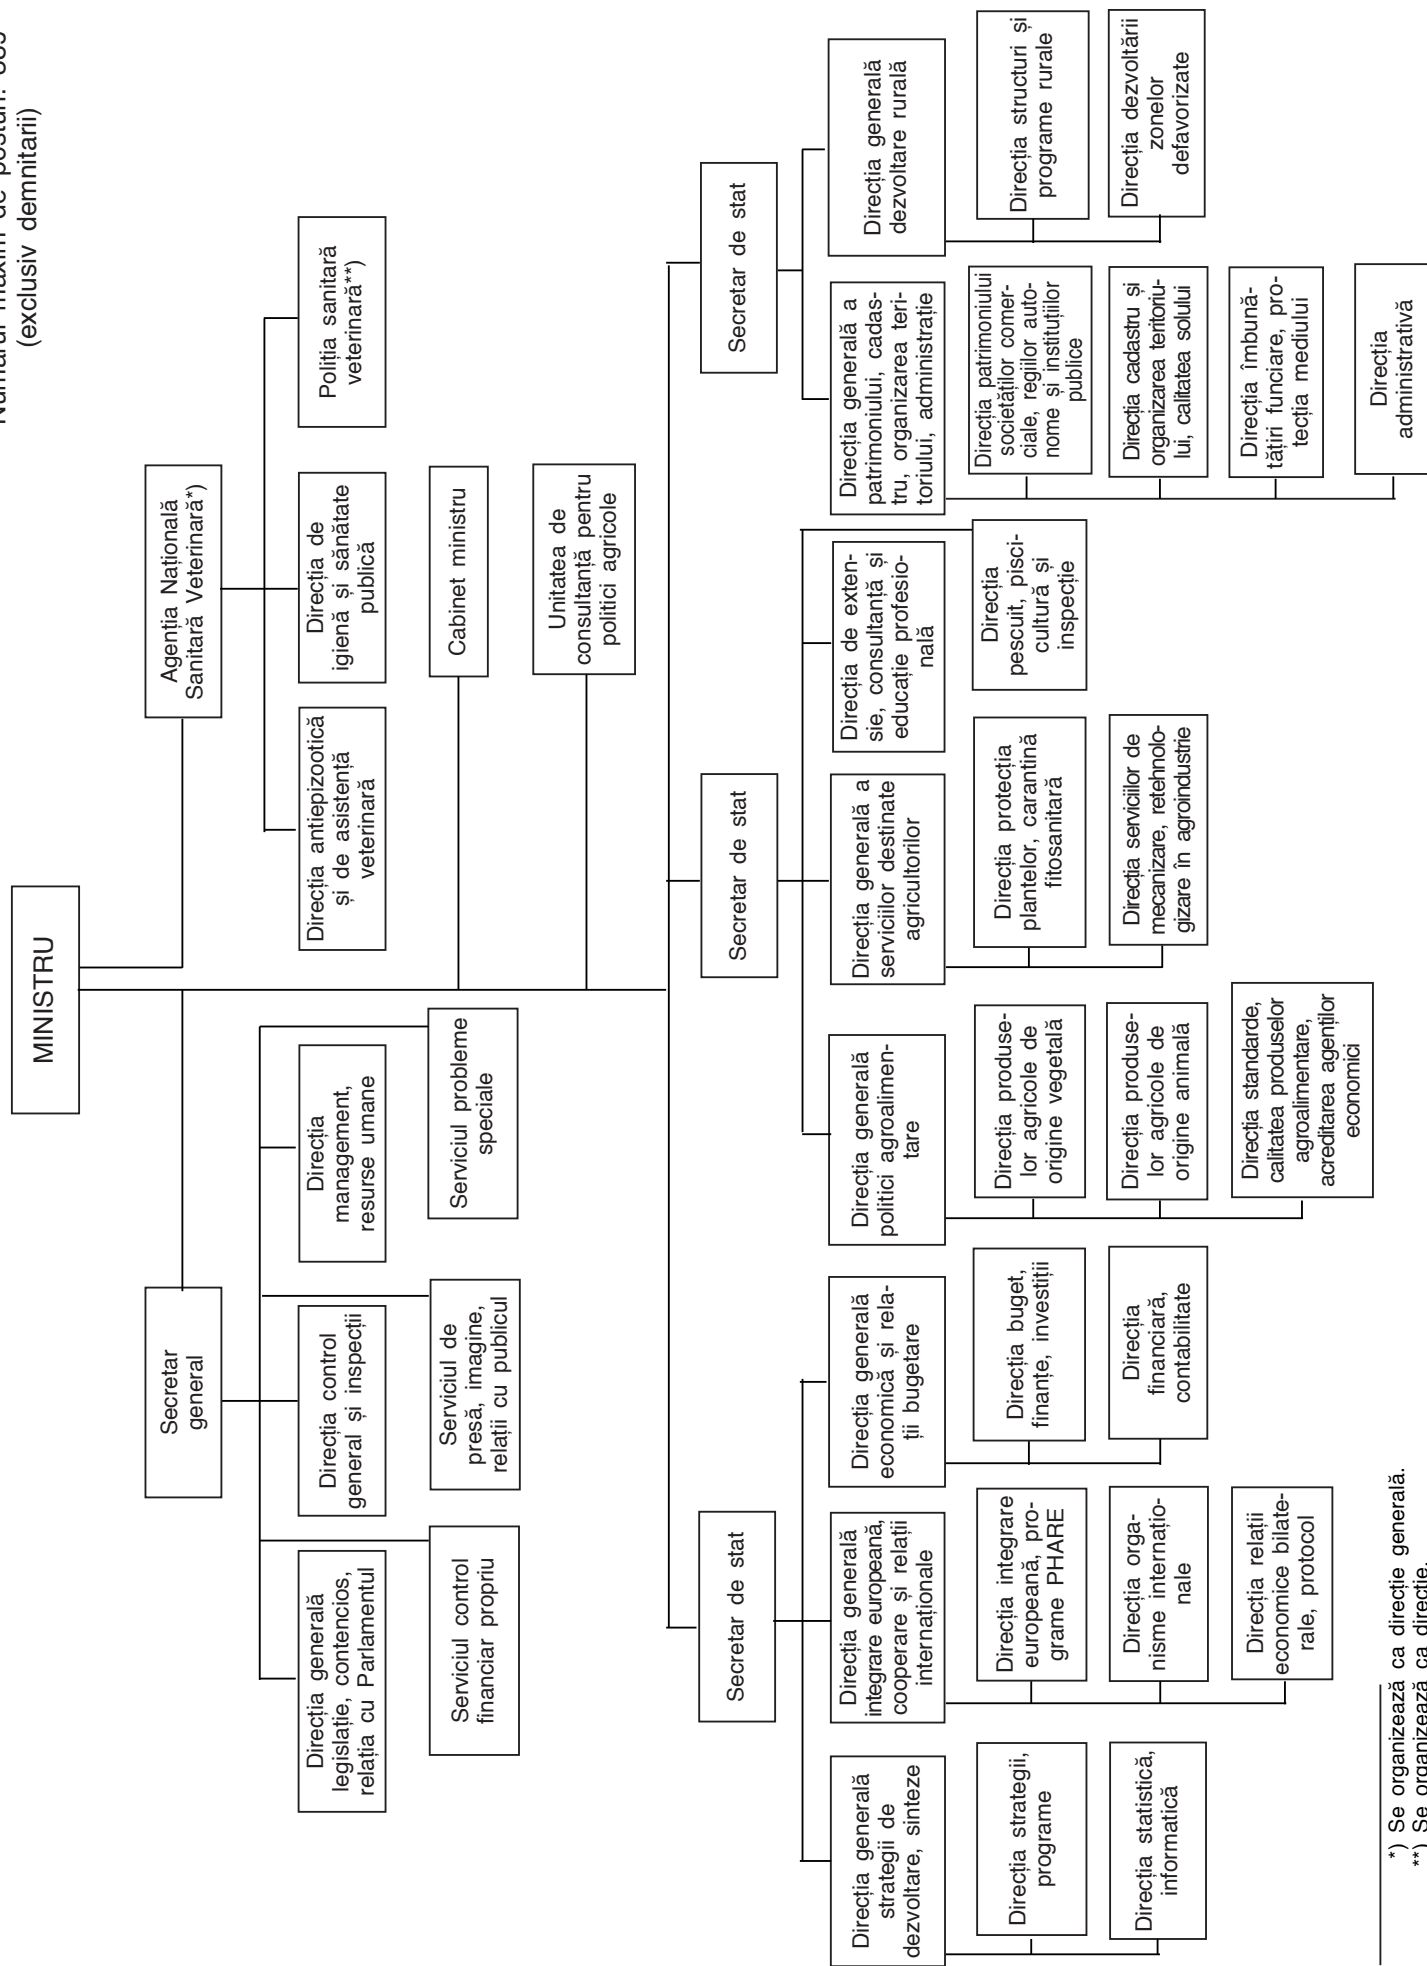 (exclusiv demnitarii)
MINISTRU
Secretar
general
Agenția Națională
Sanitară Veterinară*)
Direcția generală
legislație, contencios,
relația cu Parlamentul
Direcția control
general și inspecții
Direcția
management,
resurse umane
Direcția antiepizootică
și de asistență
veterinară
Direcția de
igienă și sănătate
publică
Poliția sanitară
veterinară**)
Serviciul control
financiar propriu
Serviciul de
presă, imagine,
relații cu publicul
Serviciul probleme
speciale
Cabinet ministru
Unitatea de
consultanță pentru
politici agricole
Secretar de stat
Secretar de stat
Secretar de stat
Direcția generală
strategii de
dezvoltare, sinteze
Direcția strategii,
programe
Direcția statistică,
informatică
Direcția generală
integrare europeană,
cooperare și relații
internaționale
Direcția integrare
europeană, pro-
grame PHARE
Direcția orga-
nisme internațio-
nale
Direcția relații
economice bilate-
rale, protocol
Direcția generală
economică și rela-
ții bugetare
Direcția buget,
finanțe, investiții
Direcția
financiară,
contabilitate
Direcția generală
politici agroalimen-
tare
Direcția produse-
lor agricole de
origine vegetală
Direcția produse-
lor agricole de
origine animală
Direcția standarde,
calitatea produselor
agroalimentare,
acreditarea agenților
economici
Direcția generală a
serviciilor destinate
agricultorilor
Direcția protecția
plantelor, carantină
fitosanitară
Direcția serviciilor de
mecanizare, retehnolo-
gizare în agroindustrie
Direcția de exten-
sie, consultanță și
educație profesio-
nală
Direcția
pescuit, pisci-
cultură și
inspecție
Direcția generală a
patrimoniului, cadas-
tru, organizarea teri-
toriului, administrație
Direcția patrimoniului
societăților comer-
ciale, regiilor auto-
nome și instituțiilor
publice
Direcția cadastru și
organizarea teritoriu-
lui, calitatea solului
Direcția îmbună-
tățiri funciare, pro-
tecția mediului
Direcția
administrativă
Direcția generală
dezvoltare rurală
Direcția structuri și
programe rurale
Direcția dezvoltării
zonelor
defavorizate
*) Se organizează ca direcție generală.
**) Se organizează ca direcție.